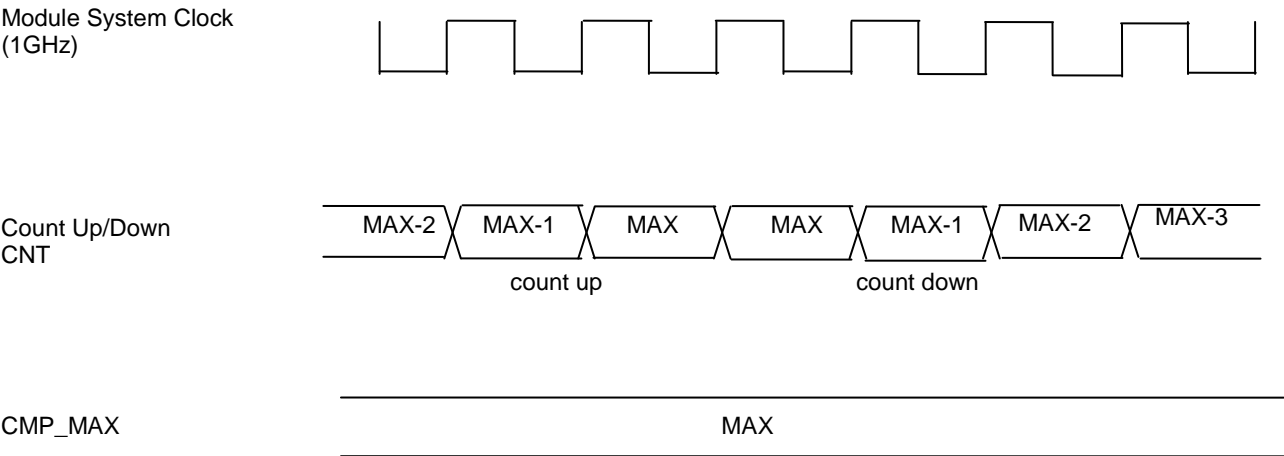 Module System Clock
(1GHz)
Count Up/Down
CNT
MAX-2 MAX-1 MAX MAX MAX-1 MAX-2 MAX-3
count up count down
CMP_MAX MAX